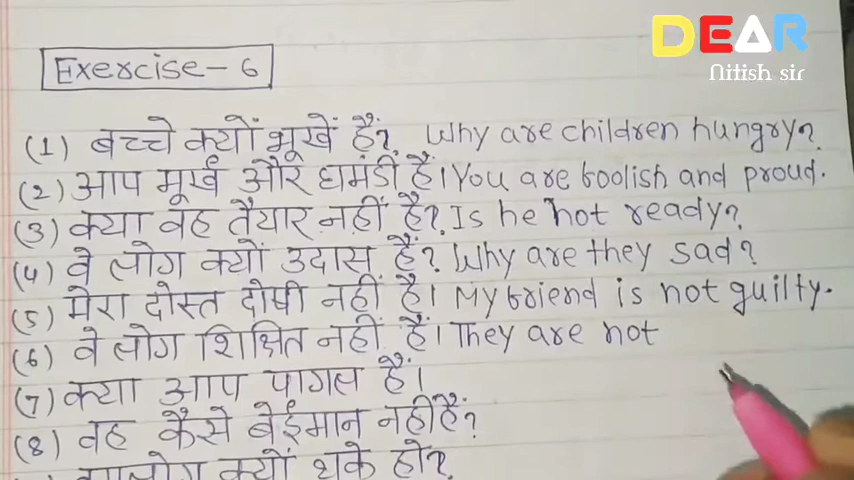 DEAR
Nitish sir
Exercise-6
(1) बच्चे क्यों भूखें हैं? Why are children hungry?
(2) आप मूर्ख और घमंडी हैं। You are foolish and proud.
(3) क्या वह तैयार नहीं है? Is he not ready?
(4) वे लोग क्यों उदास हैं? Why are they sad?
(5) मेरा दोस्त दोषी नहीं है। My friend is not guilty.
(6) वे लोग शिक्षित नहीं हैं। They are not
(7) क्या आप पागल हैं।
(8) वह कैसे बेईमान नहीं हैं?
क्यों थके हो?